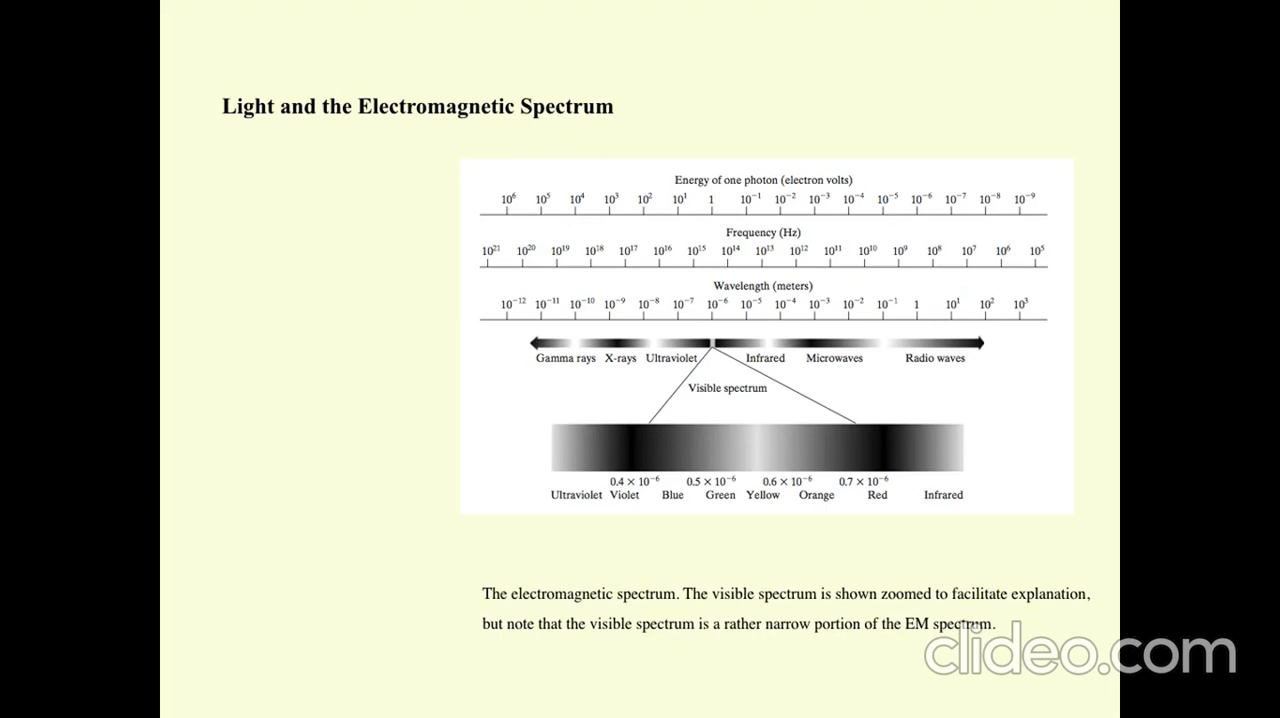 Light and the Electromagnetic Spectrum
Energy of one photon (electron volts)
10⁶ 10⁵ 10⁴ 10³ 10² 10¹ 1 10⁻¹ 10⁻² 10⁻³ 10⁻⁴ 10⁻⁵ 10⁻⁶ 10⁻⁷ 10⁻⁸ 10⁻⁹
Frequency (Hz)
10²¹ 10²⁰ 10¹⁹ 10¹⁸ 10¹⁷ 10¹⁶ 10¹⁵ 10¹⁴ 10¹³ 10¹² 10¹¹ 10¹⁰ 10⁹ 10⁸ 10⁷ 10⁶ 10⁵
Wavelength (meters)
10⁻¹² 10⁻¹¹ 10⁻¹⁰ 10⁻⁹ 10⁻⁸ 10⁻⁷ 10⁻⁶ 10⁻⁵ 10⁻⁴ 10⁻³ 10⁻² 10⁻¹ 1 10¹ 10² 10³
Gamma rays X-rays Ultraviolet Infrared Microwaves Radio waves
Visible spectrum
0.4 × 10⁻⁶ 0.5 × 10⁻⁶ 0.6 × 10⁻⁶ 0.7 × 10⁻⁶
Ultraviolet Violet Blue Green Yellow Orange Red Infrared
The electromagnetic spectrum. The visible spectrum is shown zoomed to facilitate explanation,
but note that the visible spectrum is a rather narrow portion of the EM spectrum.
clideo.com